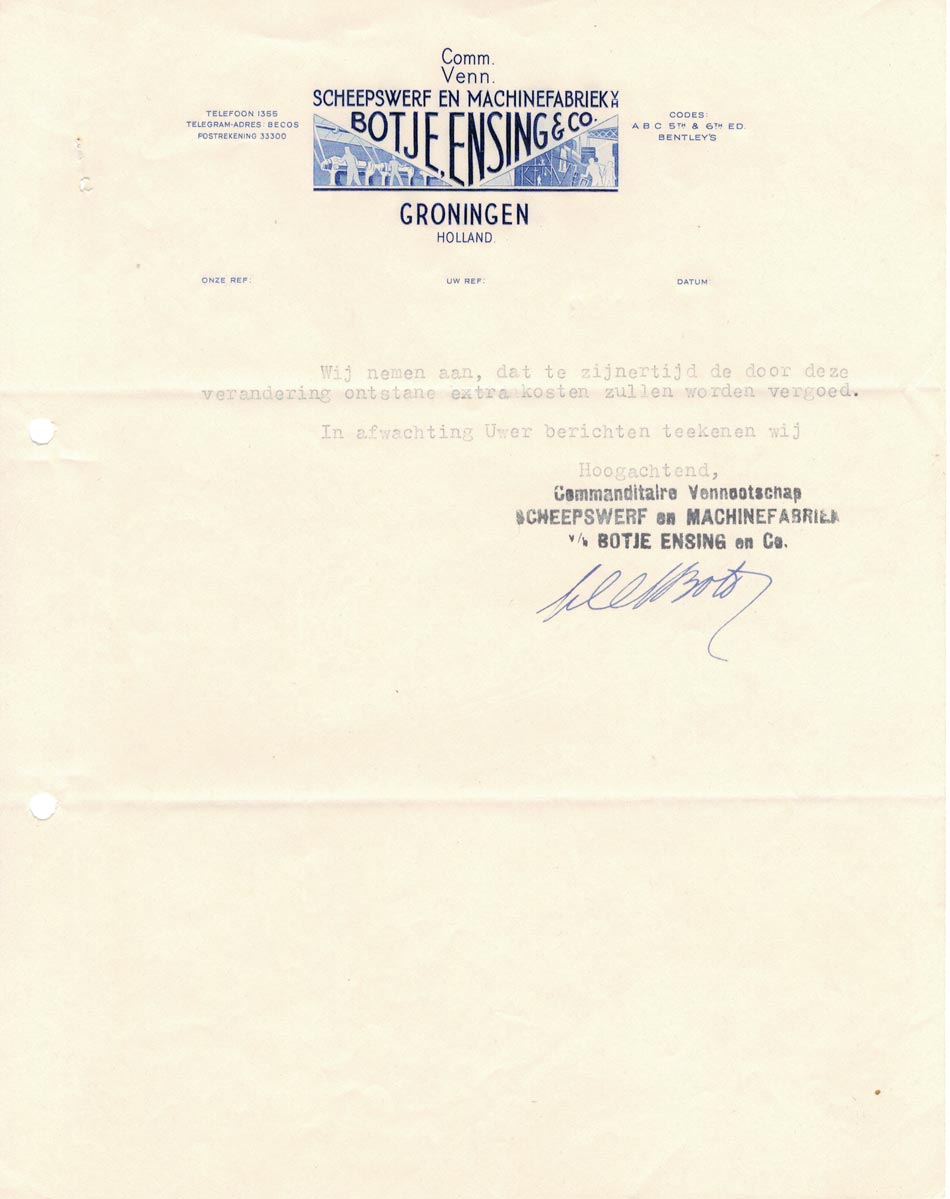 Comm.
Venn.
SCHEEPSWERF EN MACHINEFABRIEK V/H
BOTJE, ENSING & CO.
GRONINGEN
HOLLAND.
TELEFOON 1355
TELEGRAM-ADRES: BECOS
POSTREKENING 33300
CODES:
A B C 5TH & 6TH ED.
BENTLEY'S
ONZE REF: UW REF: DATUM:
Wij nemen aan, dat te zijnertijd de door deze
verandering ontstane extra kosten zullen worden vergoed.
In afwachting Uwer berichten teekenen wij
Hoogachtend,
Commanditaire Vennootschap
SCHEEPSWERF en MACHINEFABRIEK
v/h BOTJE ENSING en Co.